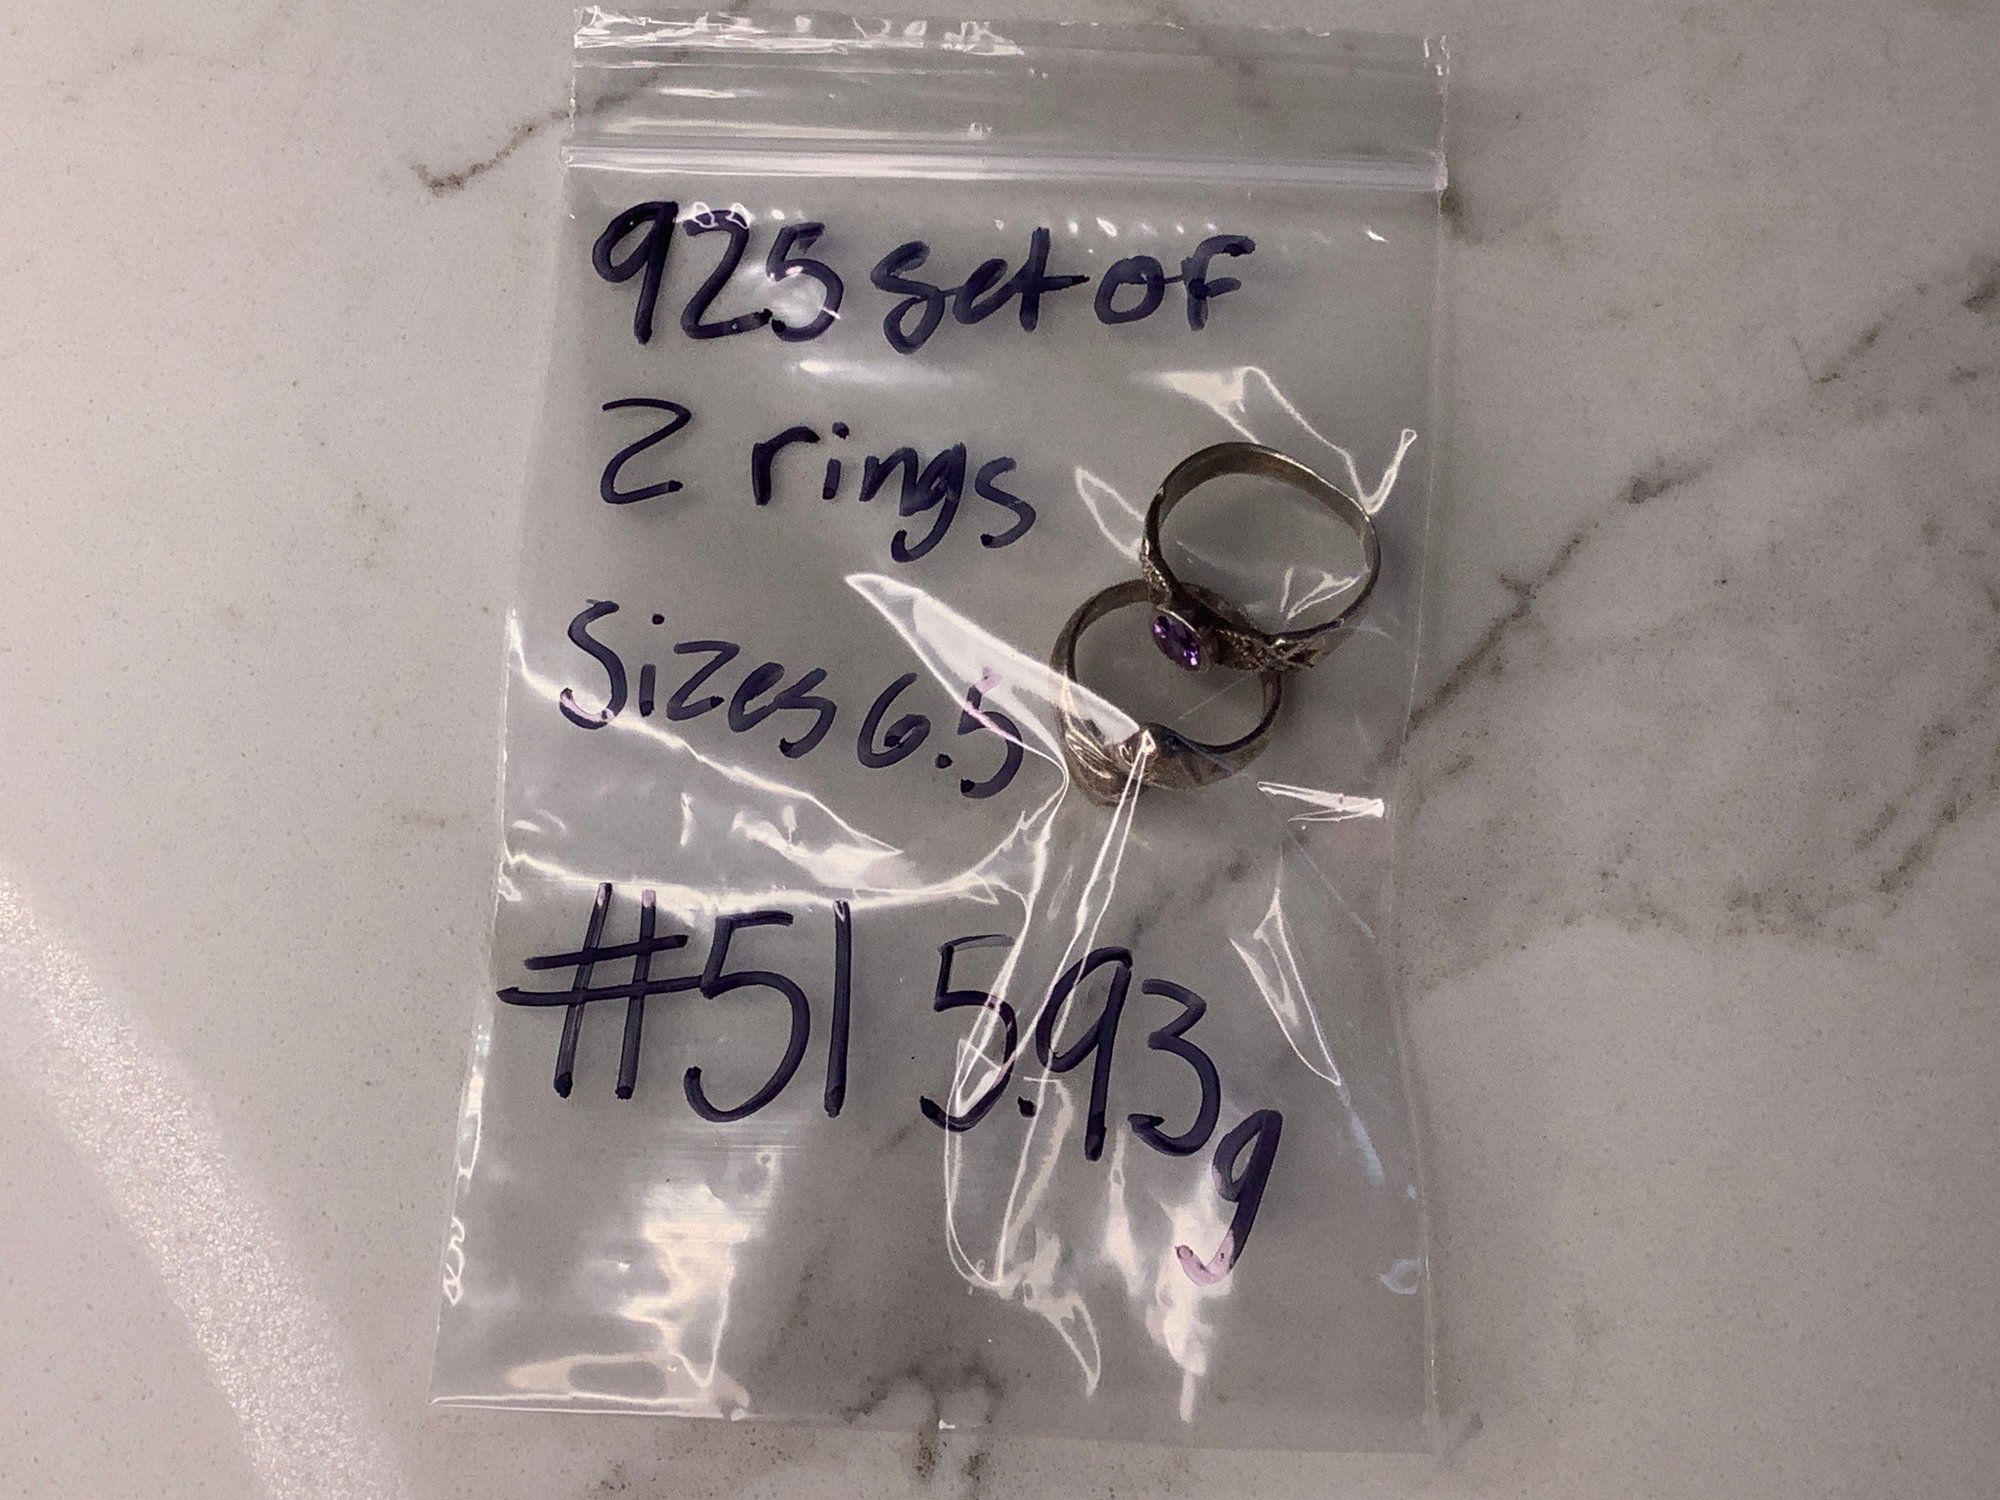 925 set of
2 rings
Sizes 6.5
#51 5.93g